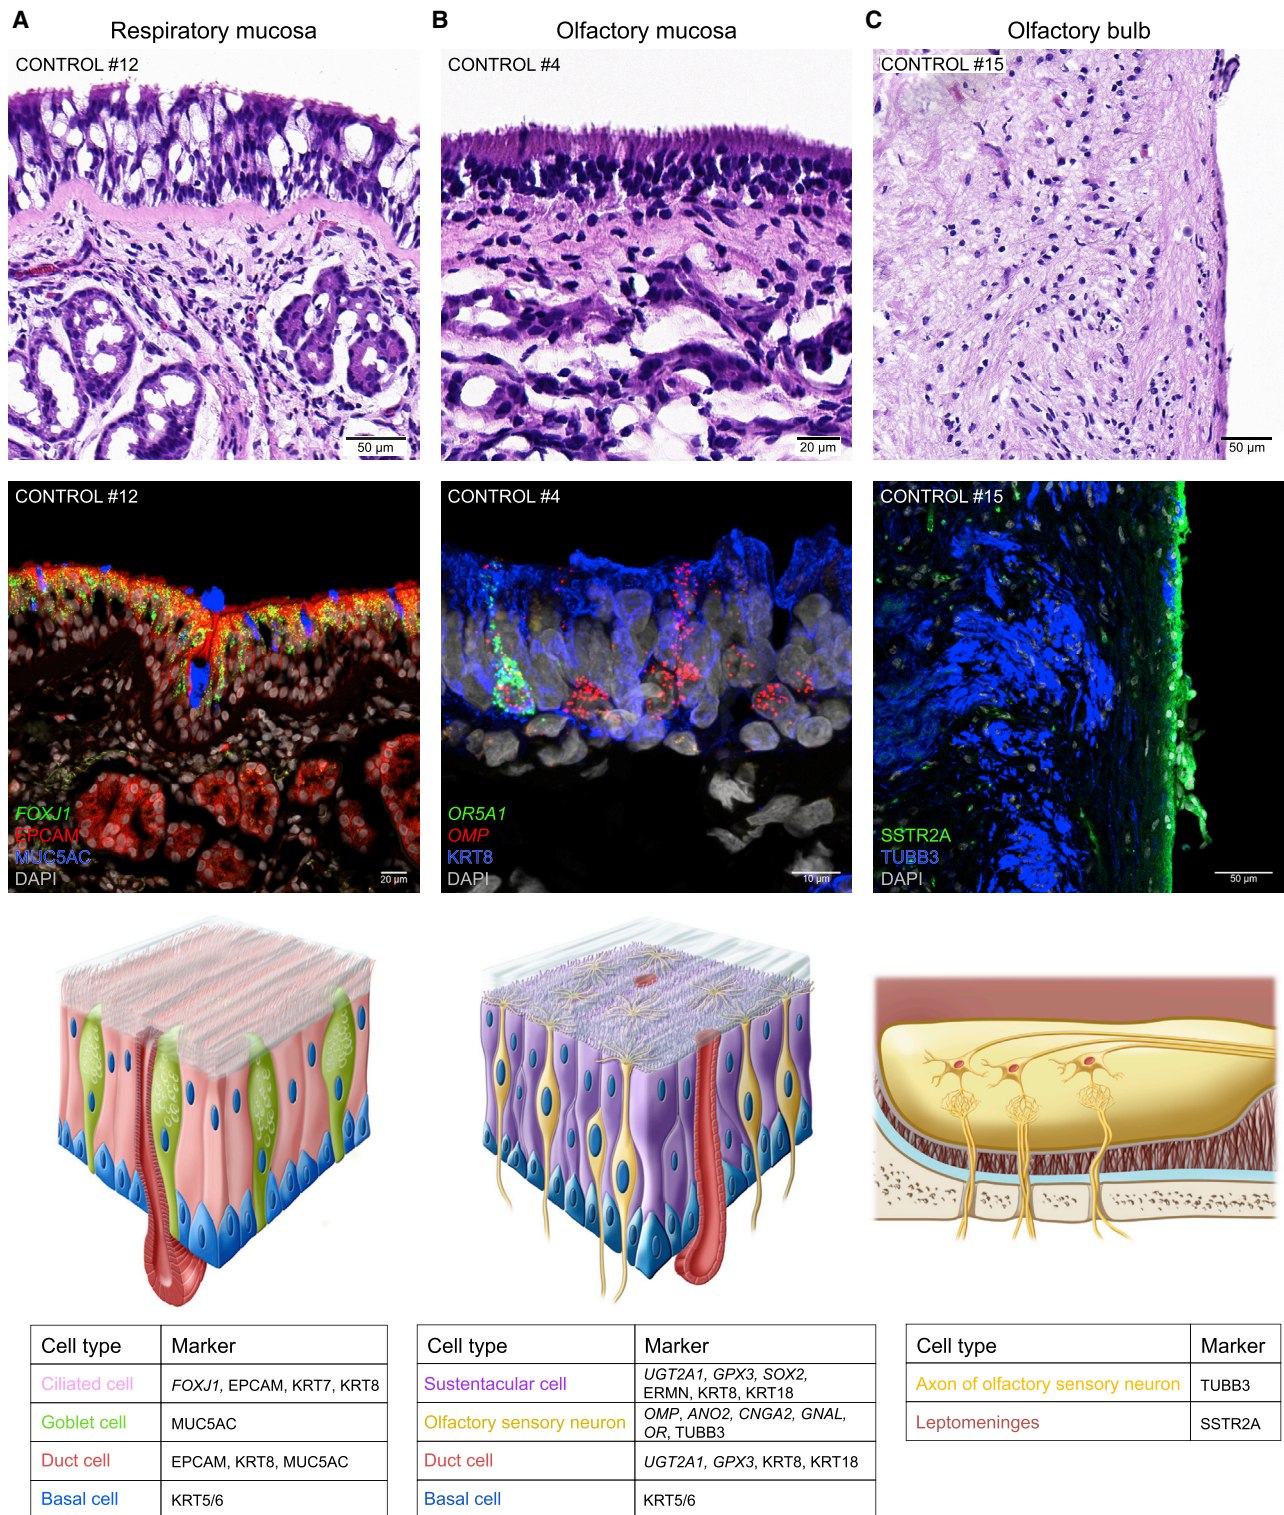 A
Respiratory mucosa
B
Olfactory mucosa
C
Olfactory bulb
CONTROL #12
CONTROL #4
CONTROL #15
50 µm
20 µm
50 µm
CONTROL #12
CONTROL #4
CONTROL #15
FOXJ1
EPCAM
MUC5AC
DAPI
20 µm
OR5A1
OMP
KRT8
DAPI
10 µm
SSTR2A
TUBB3
DAPI
50 µm
Cell type
Marker
Ciliated cell
FOXJ1, EPCAM, KRT7, KRT8
Goblet cell
MUC5AC
Duct cell
EPCAM, KRT8, MUC5AC
Basal cell
KRT5/6
Cell type
Marker
Sustentacular cell
UGT2A1, GPX3, SOX2,
ERMN, KRT8, KRT18
Olfactory sensory neuron
OMP, ANO2, CNGA2, GNAL,
OR, TUBB3
Duct cell
UGT2A1, GPX3, KRT8, KRT18
Basal cell
KRT5/6
Cell type
Marker
Axon of olfactory sensory neuron
TUBB3
Leptomeninges
SSTR2A